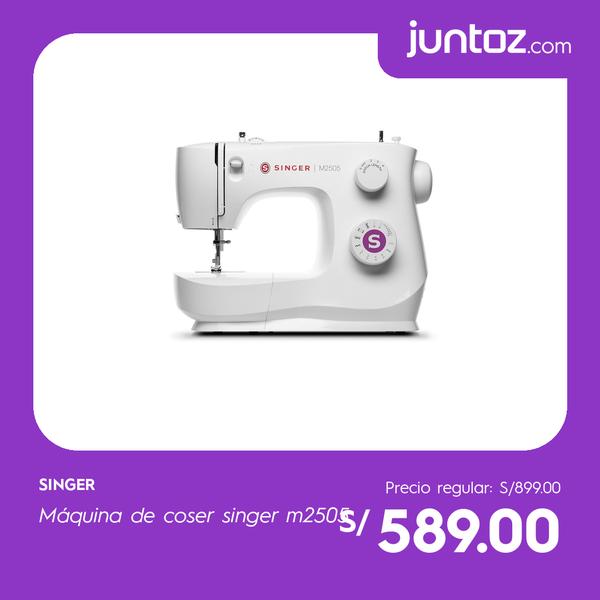 juntoz.com
SINGER | M2505
S
SINGER
Máquina de coser singer m2505
Precio regular: S/899.00
S/ 589.00